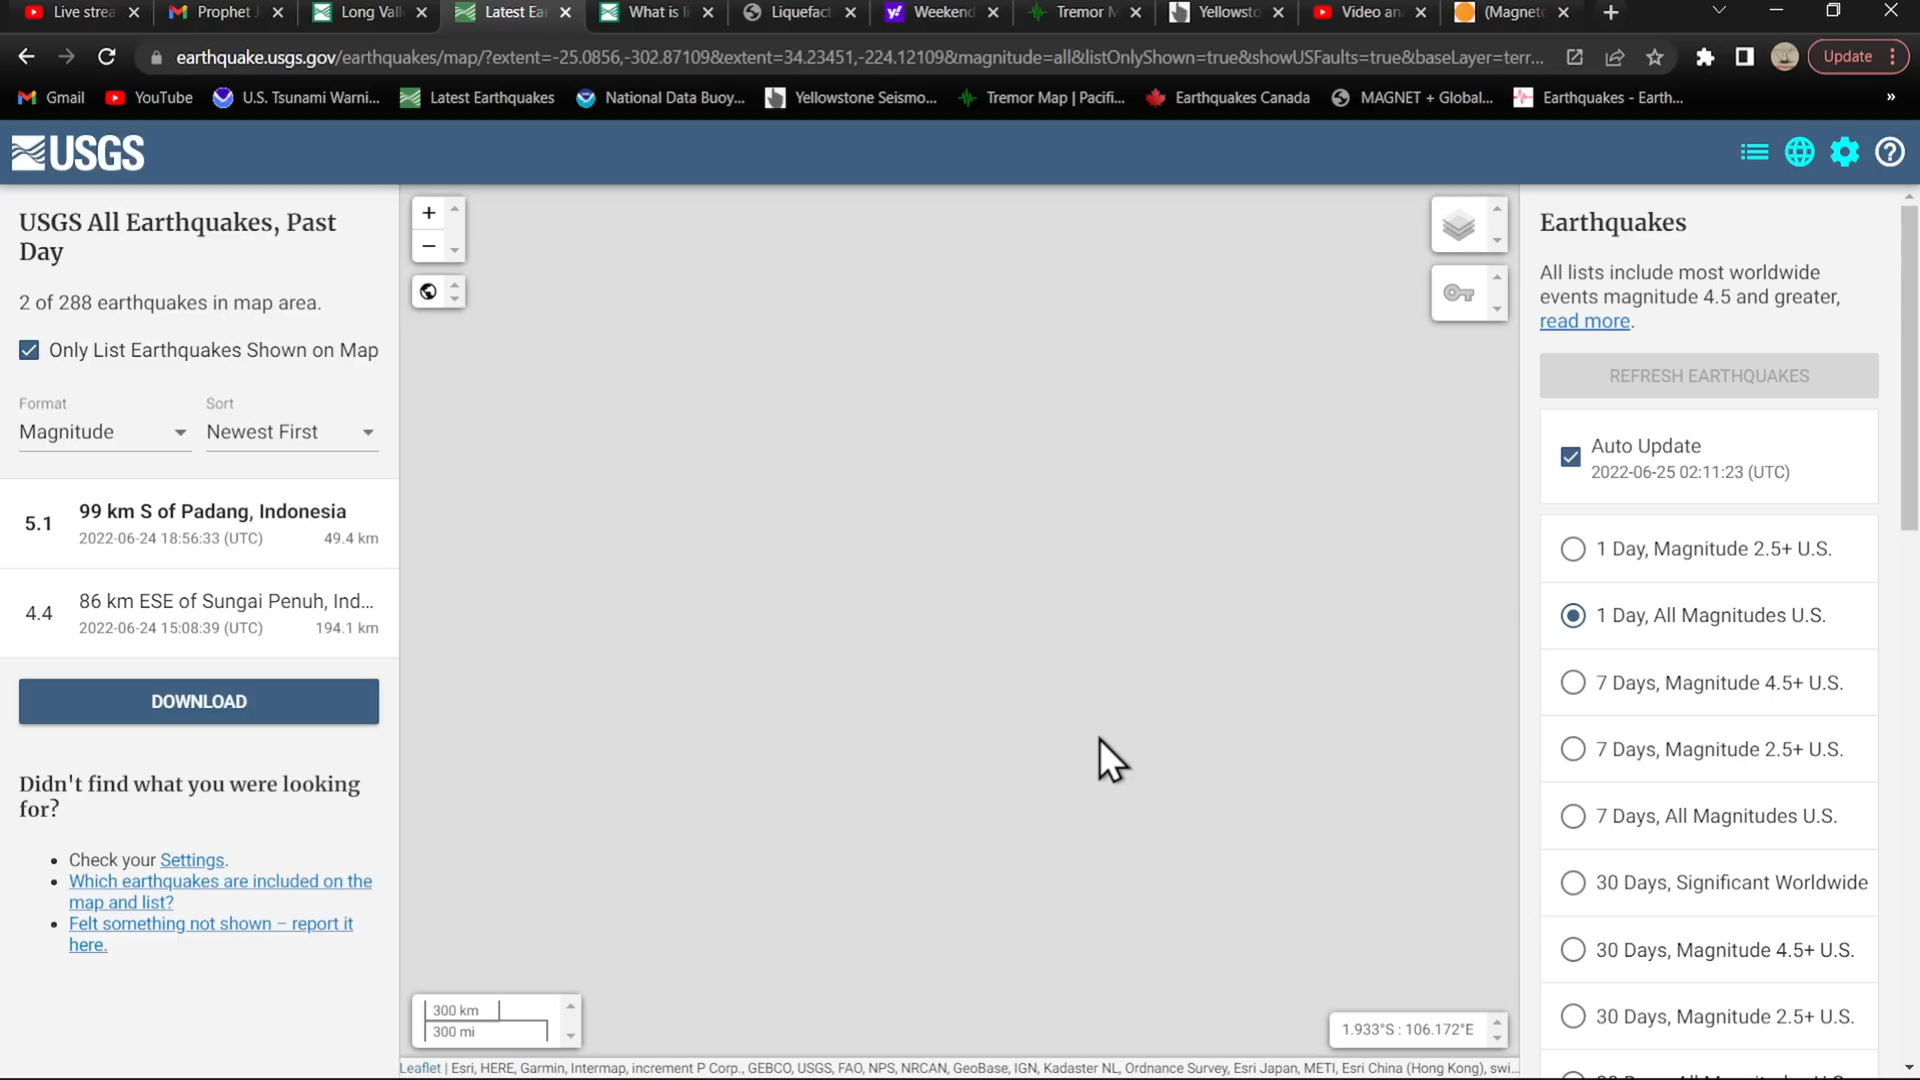 Live strea
Prophet J
Long Vall
Latest Ear
What is li
Liquefact
Weekend
Tremor M
Yellowsto
Video an
(Magnet
earthquake.usgs.gov/earthquakes/map/?extent=-25.0856,-302.87109&extent=34.23451,-224.12109&magnitude=all&listOnlyShown=true&showUSFaults=true&baseLayer=terr...
Update
Gmail
YouTube
U.S. Tsunami Warni...
Latest Earthquakes
National Data Buoy...
Yellowstone Seismo...
Tremor Map | Pacifi...
Earthquakes Canada
MAGNET + Global...
Earthquakes - Earth...
»
USGS
USGS All Earthquakes, Past
Day
2 of 288 earthquakes in map area.
Only List Earthquakes Shown on Map
Format
Sort
Magnitude
Newest First
5.1
99 km S of Padang, Indonesia
2022-06-24 18:56:33 (UTC)
49.4 km
4.4
86 km ESE of Sungai Penuh, Ind...
2022-06-24 15:08:39 (UTC)
194.1 km
DOWNLOAD
Didn't find what you were looking
for?
• Check your Settings.
• Which earthquakes are included on the
map and list?
• Felt something not shown – report it
here.
+
−
300 km
300 mi
1.933°S : 106.172°E
Leaflet | Esri, HERE, Garmin, Intermap, increment P Corp., GEBCO, USGS, FAO, NPS, NRCAN, GeoBase, IGN, Kadaster NL, Ordnance Survey, Esri Japan, METI, Esri China (Hong Kong), swi...
Earthquakes
All lists include most worldwide
events magnitude 4.5 and greater,
read more.
REFRESH EARTHQUAKES
Auto Update
2022-06-25 02:11:23 (UTC)
1 Day, Magnitude 2.5+ U.S.
1 Day, All Magnitudes U.S.
7 Days, Magnitude 4.5+ U.S.
7 Days, Magnitude 2.5+ U.S.
7 Days, All Magnitudes U.S.
30 Days, Significant Worldwide
30 Days, Magnitude 4.5+ U.S.
30 Days, Magnitude 2.5+ U.S.